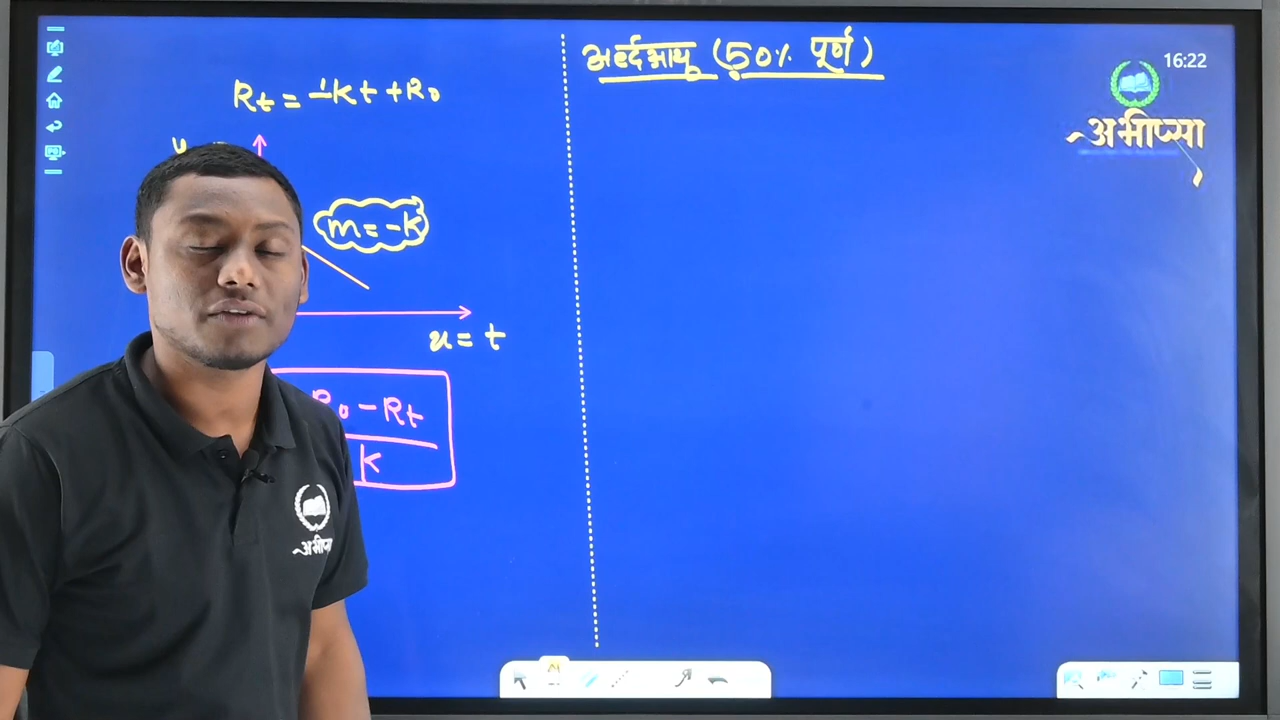 Rt = -kt + R0
y
m = -k
x = t
R0 - Rt
k
अर्द्धआयु (50% पूर्ण)
16:22
अभीप्सा
अभीप्सा